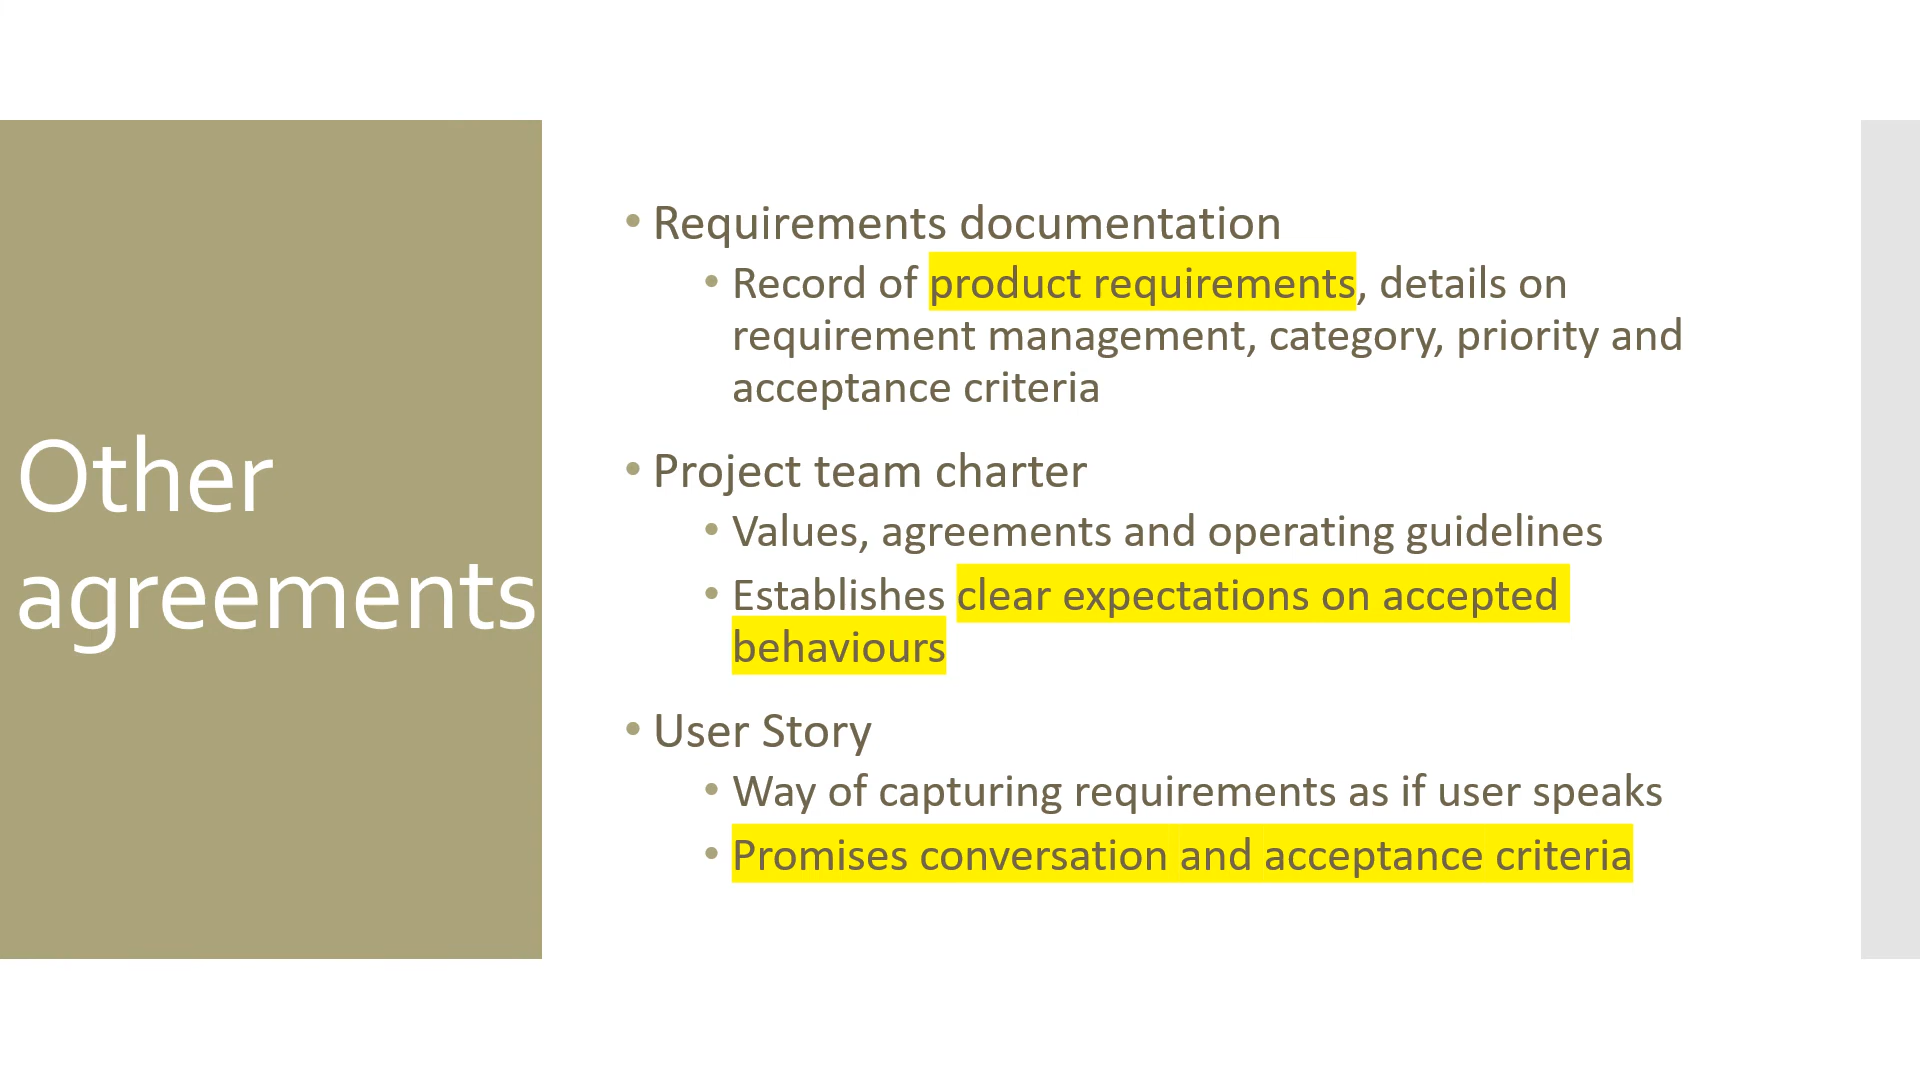 Other
agreements
• Requirements documentation
• Record of product requirements, details on
requirement management, category, priority and
acceptance criteria
• Project team charter
• Values, agreements and operating guidelines
• Establishes clear expectations on accepted
behaviours
• User Story
• Way of capturing requirements as if user speaks
• Promises conversation and acceptance criteria